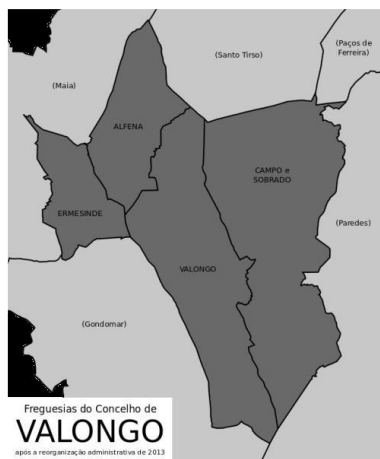 (Paços de
Ferreira)
(Santo Tirso)
(Maia)
ALFENA
CAMPO e
SOBRADO
ERMESINDE
(Paredes)
VALONGO
(Gondomar)
Freguesias do Concelho de
VALONGO
após a reorganização administrativa de 2013